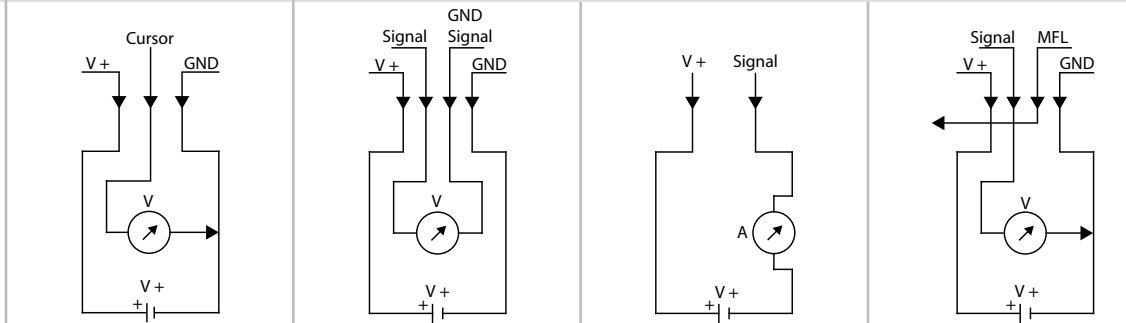 Cursor
V +
GND
V
V +
+
GND
Signal
Signal
V +
GND
V
V +
+
V +
Signal
A
V +
+
Signal
MFL
V +
GND
V
V +
+